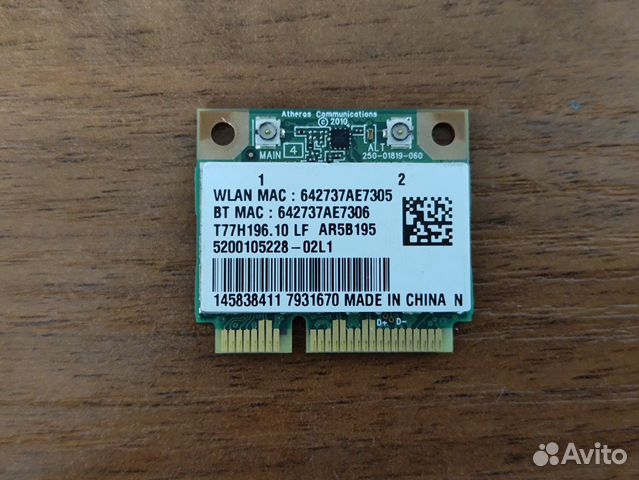 Atheros Communications
© 2010
MAIN 4 ALT
250-01819-060
1 2
WLAN MAC : 642737AE7305
BT MAC : 642737AE7306
T77H196.10 LF AR5B195
5200105228-02L1
145838411 7931670 MADE IN CHINA N
D+ D-
Avito